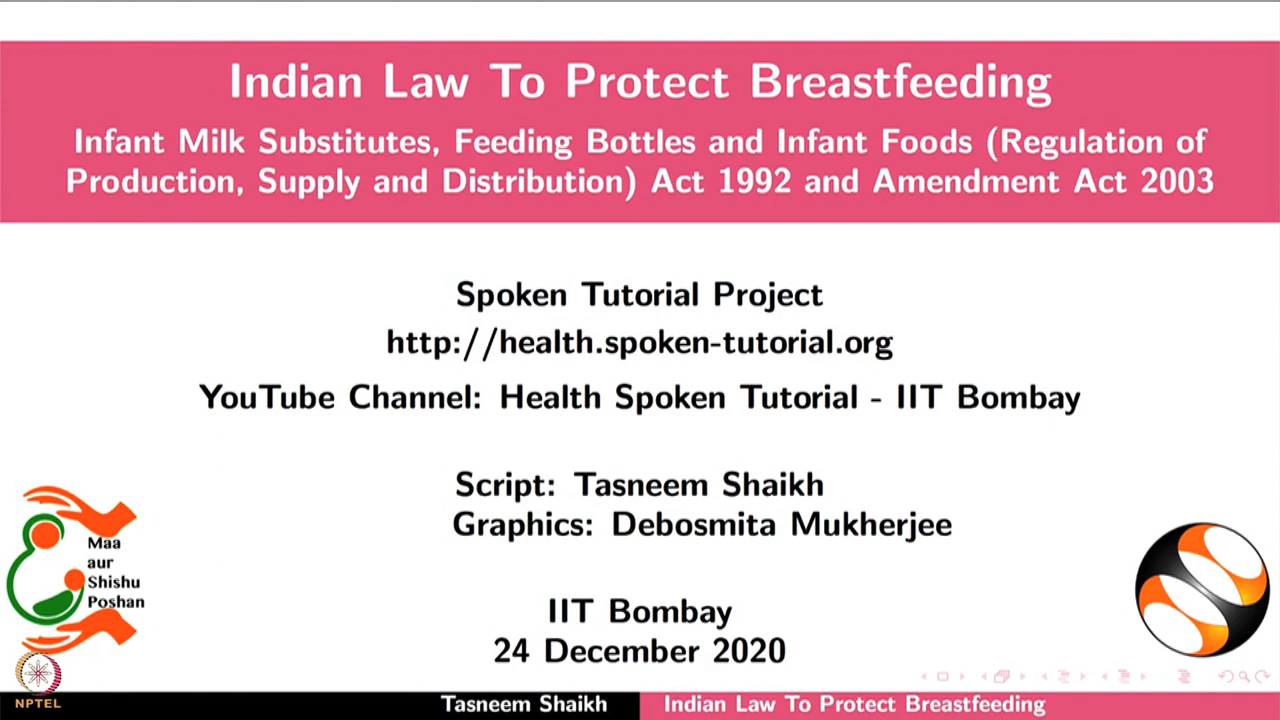 Indian Law To Protect Breastfeeding
Infant Milk Substitutes, Feeding Bottles and Infant Foods (Regulation of
Production, Supply and Distribution) Act 1992 and Amendment Act 2003
Spoken Tutorial Project
http://health.spoken-tutorial.org
YouTube Channel: Health Spoken Tutorial - IIT Bombay
Script: Tasneem Shaikh
Graphics: Debosmita Mukherjee
Maa
aur
Shishu
Poshan
IIT Bombay
24 December 2020
NPTEL
Tasneem Shaikh
Indian Law To Protect Breastfeeding